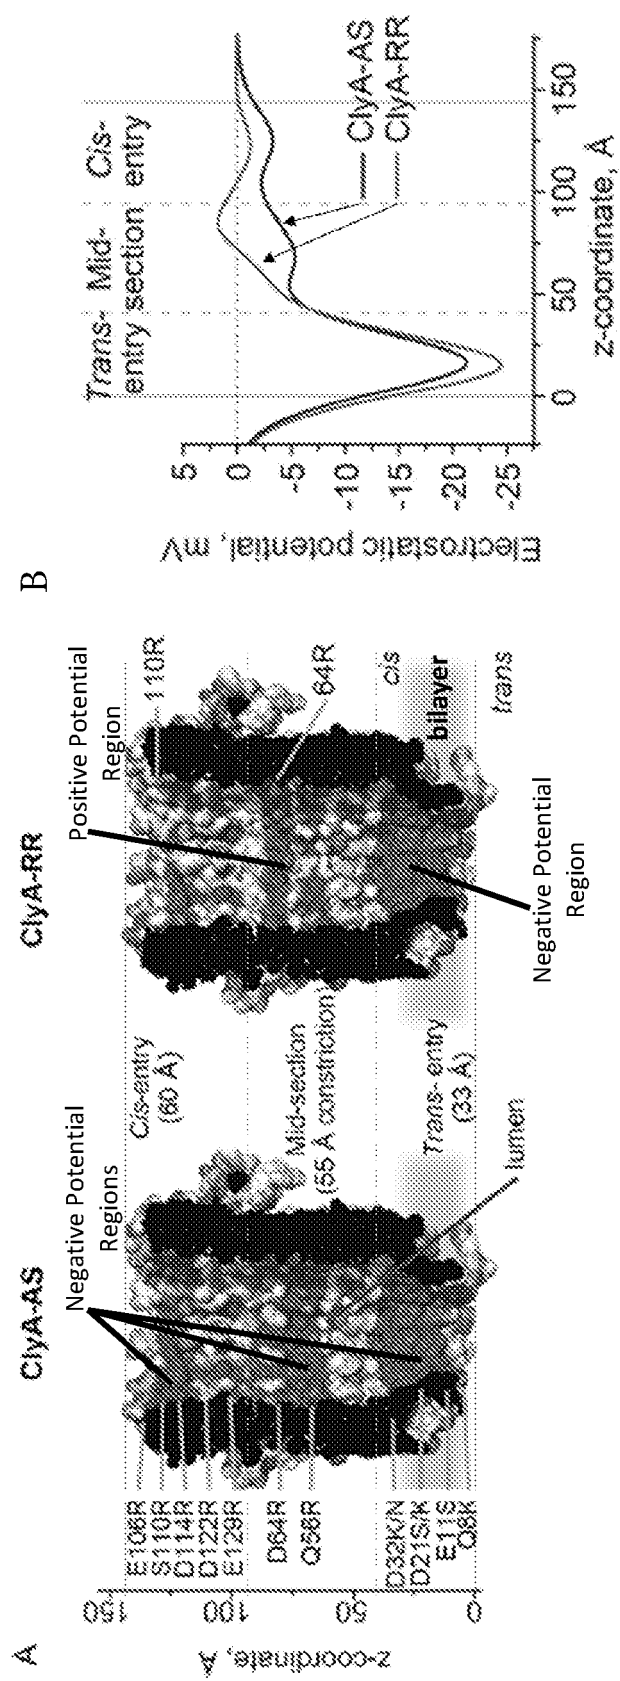 A
ClyA-AS
ClyA-RR
Negative Potential
Regions
Positive Potential
Region
z-coordinate, Å
150
100
50
0
E106R
S110R
D114R
D122R
E129R
D64R
Q56R
D32K/N
D21S/K
E11S
Q8K
Cis-entry
(60 Å)
Mid-section
(55 Å constriction)
Trans- entry
(33 Å)
lumen
110R
64R
cis
bilayer
trans
Negative Potential
Region
B
Trans-
entry
Mid-
section
Cis-
entry
ClyA-AS
ClyA-RR
Electrostatic potential, mV
5
0
-5
-10
-15
-20
-25
0
50
100
150
z-coordinate, Å